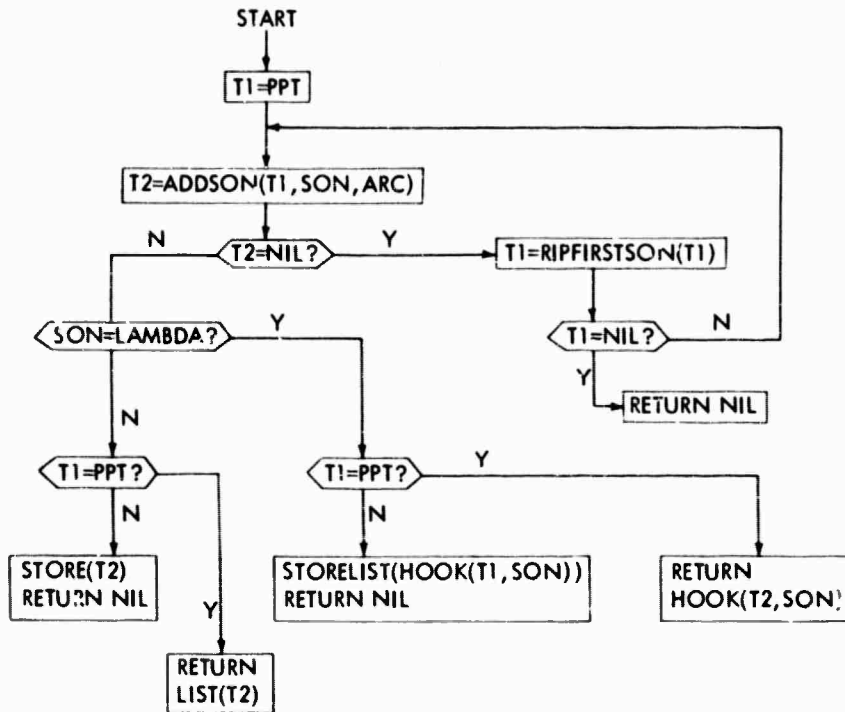 START
T1=PPT
T2=ADDSON(T1,SON,ARC)
N
T2=NIL?
Y
T1=RIPFIRSTSON(T1)
SON=LAMBDA?
Y
T1=NIL?
N
Y
RETURN NIL
N
T1=PPT?
T1=PPT?
Y
N
N
STORE(T2)
RETURN NIL
STORELIST(HOOK(T1,SON))
RETURN NIL
RETURN
HOOK(T2,SON)
Y
RETURN
LIST(T2)